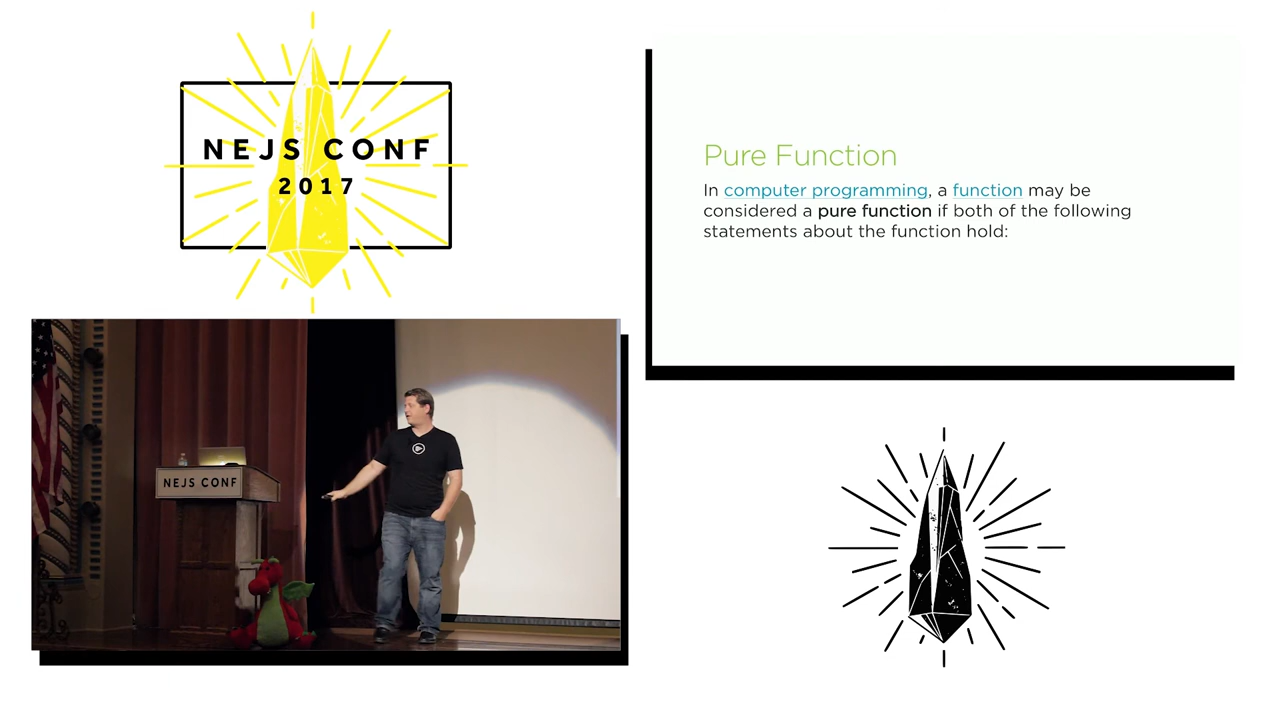 NEJS CONF
2017
Pure Function
In computer programming, a function may be
considered a pure function if both of the following
statements about the function hold:
NEJS CONF